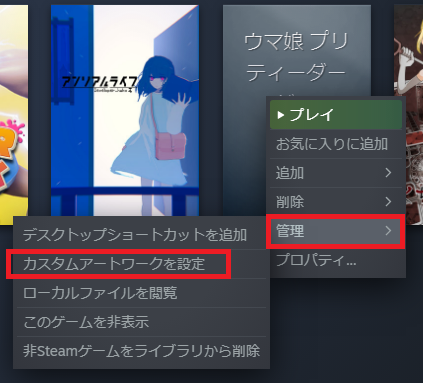 アンリアルライフ
ウマ娘 プリ
ティーダー
▶ プレイ
お気に入りに追加
追加
削除
管理
プロパティ...
デスクトップショートカットを追加
カスタムアートワークを設定
ローカルファイルを閲覧
このゲームを非表示
非Steamゲームをライブラリから削除